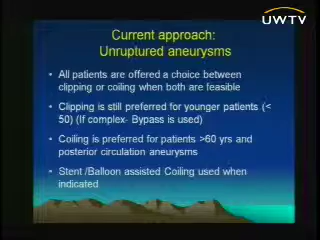 UWTV
Current approach:
Unruptured aneurysms
• All patients are offered a choice between
clipping or coiling when both are feasible
• Clipping is still preferred for younger patients (<
50) (If complex- Bypass is used)
• Coiling is preferred for patients >60 yrs and
posterior circulation aneurysms
• Stent /Balloon assisted Coiling used when
indicated